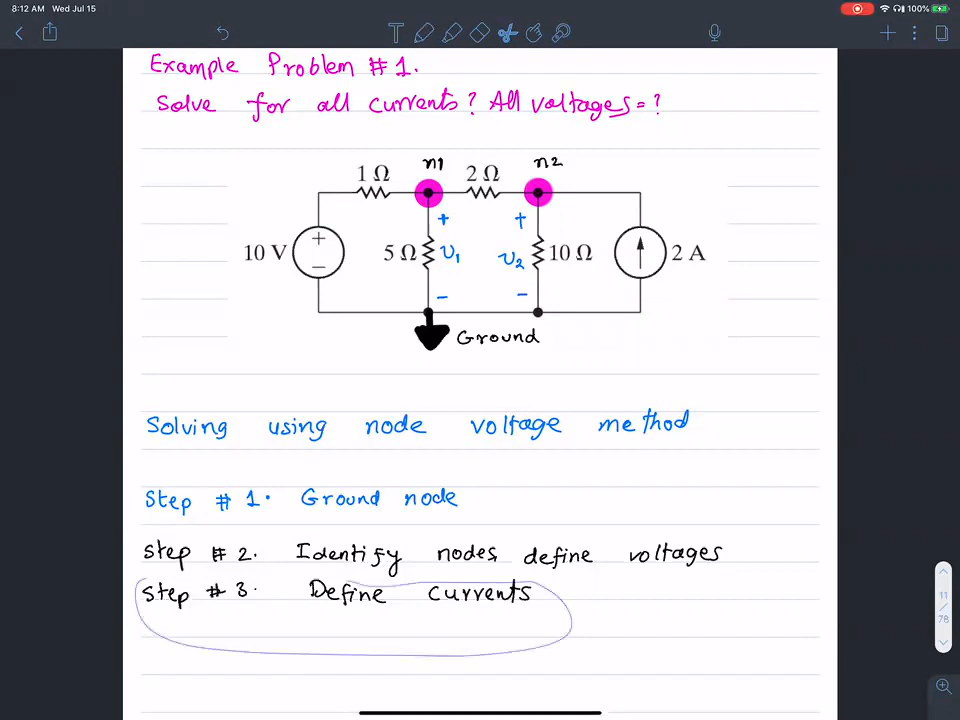 8:12 AM Wed Jul 15
100%
T
Example Problem # 1.
Solve for all currents? All voltages = ?
1 Ω n1 2 Ω n2
+ +
10 V + − 5 Ω v1 v2 10 Ω 2 A
− −
Ground
Solving using node voltage method
Step # 1. Ground node
Step # 2. Identify nodes, define voltages
Step # 3. Define currents
11
/
78